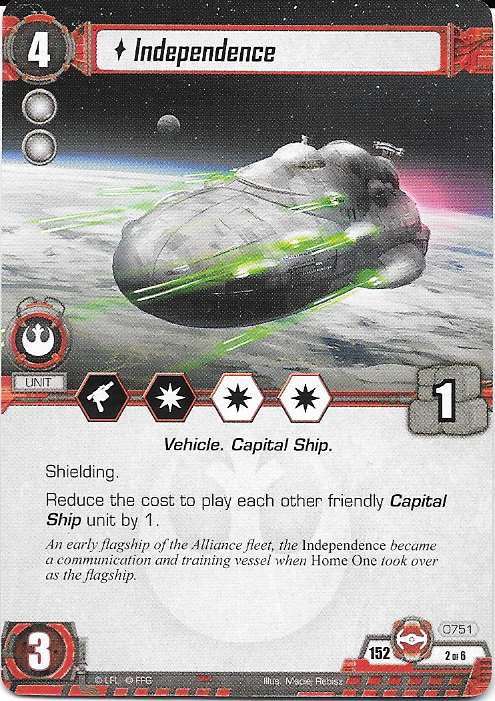 4
Independence
UNIT
1
Vehicle. Capital Ship.
Shielding.
Reduce the cost to play each other friendly Capital
Ship unit by 1.
An early flagship of the Alliance fleet, the Independence became
a communication and training vessel when Home One took over
as the flagship.
3
0751
152
2 of 6
© LFL © FFG
Illus. Maciej Rebisz